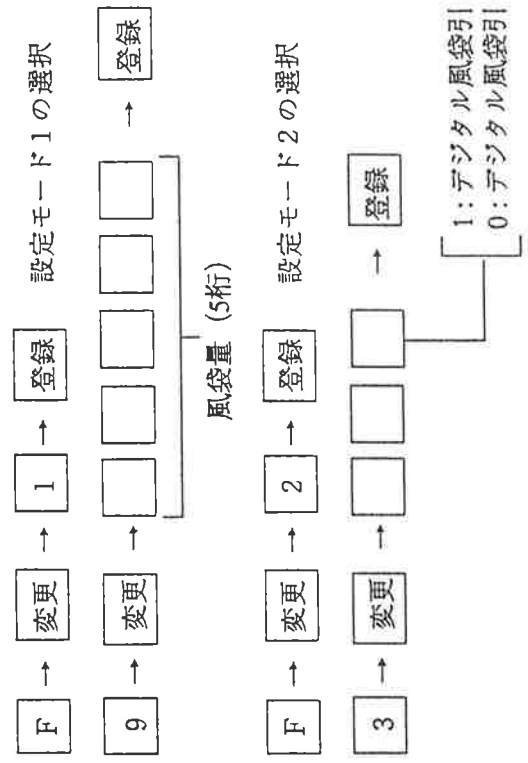 F → 変更 → 1 → 登録 設定モード1の選択
9 → 変更 → → 登録
風袋量 (5桁)
F → 変更 → 2 → 登録 設定モード2の選択
3 → 変更 → → 登録
1:デジタル風袋引
0:デジタル風袋引